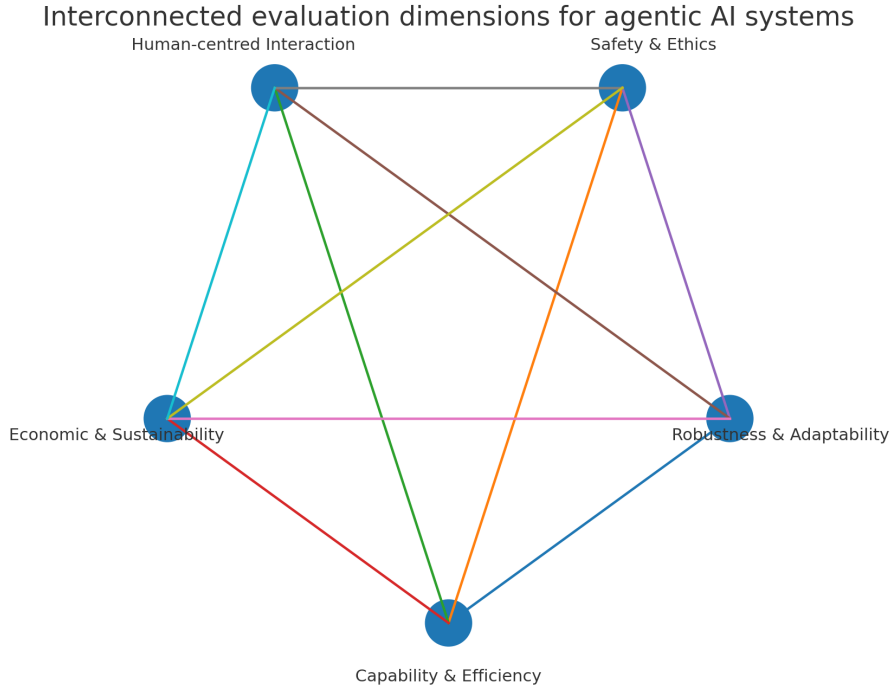 Interconnected evaluation dimensions for agentic AI systems
Human-centred Interaction
Safety & Ethics
Economic & Sustainability
Robustness & Adaptability
Capability & Efficiency